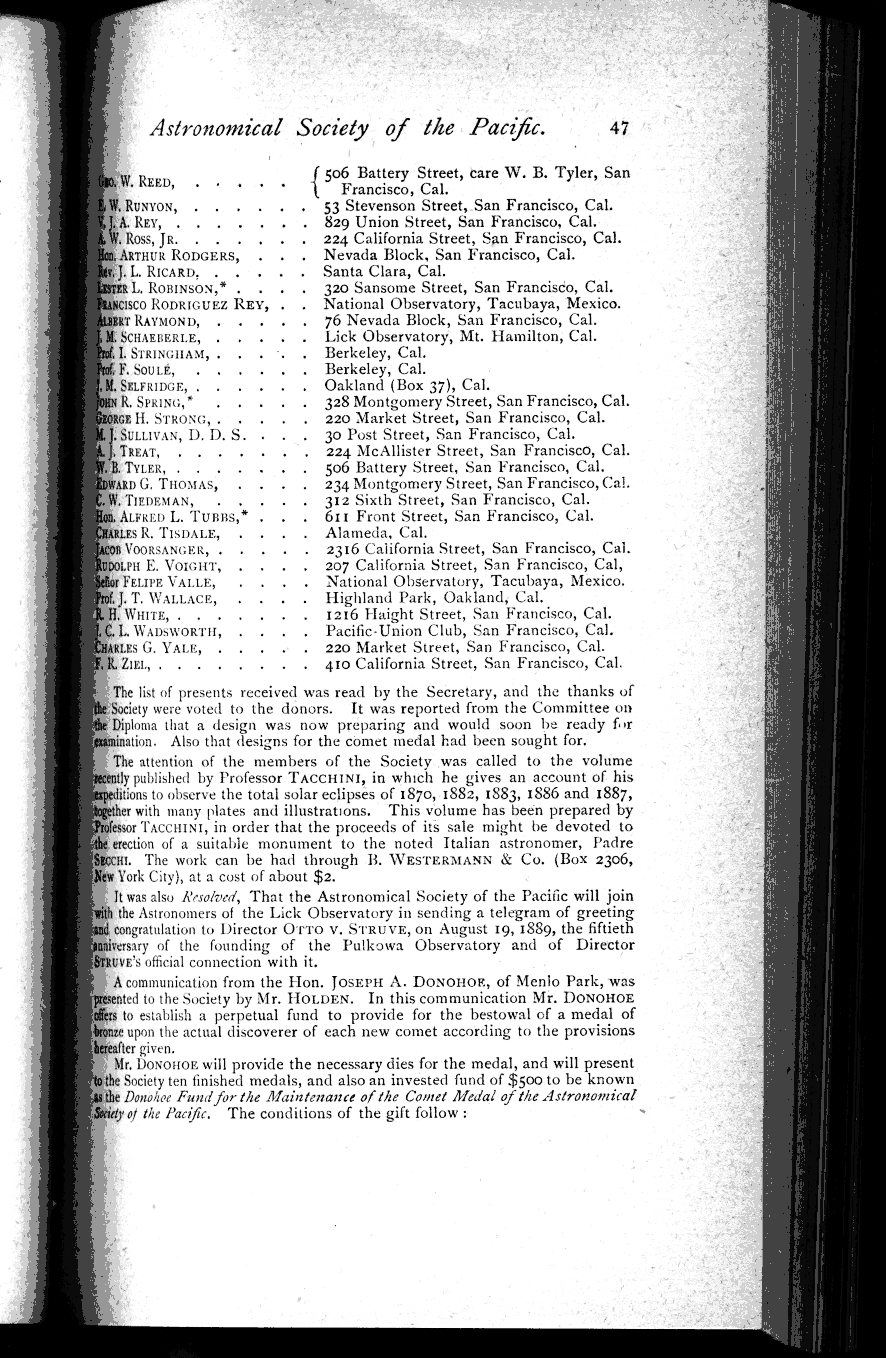 Astronomical Society of the Pacific. 47
Geo. W. REED, . . . . . { 506 Battery Street, care W. B. Tyler, San
Francisco, Cal.
E. W. RUNYON, . . . . . . 53 Stevenson Street, San Francisco, Cal.
V. J. A. REY, . . . . . . . 829 Union Street, San Francisco, Cal.
A. W. ROSS, JR. . . . . . . 224 California Street, San Francisco, Cal.
Hon. ARTHUR RODGERS, . . . Nevada Block, San Francisco, Cal.
Rev. J. L. RICARD, . . . . . Santa Clara, Cal.
LESTER L. ROBINSON,* . . . . 320 Sansome Street, San Francisco, Cal.
FRANCISCO RODRIGUEZ REY, . . National Observatory, Tacubaya, Mexico.
ALBERT RAYMOND, . . . . . 76 Nevada Block, San Francisco, Cal.
J. M. SCHAEBERLE, . . . . . Lick Observatory, Mt. Hamilton, Cal.
Prof. I. STRINGHAM, . . . . . Berkeley, Cal.
Prof. F. SOULÉ, . . . . . . Berkeley, Cal.
J. M. SELFRIDGE, . . . . . . Oakland (Box 37), Cal.
JOHN R. SPRING,* . . . . . 328 Montgomery Street, San Francisco, Cal.
GEORGE H. STRONG, . . . . . 220 Market Street, San Francisco, Cal.
M. J. SULLIVAN, D. D. S. . . . 30 Post Street, San Francisco, Cal.
A. J. TREAT, . . . . . . . 224 McAllister Street, San Francisco, Cal.
W. B. TYLER, . . . . . . . 506 Battery Street, San Francisco, Cal.
EDWARD G. THOMAS, . . . . 234 Montgomery Street, San Francisco, Cal.
C. W. TIEDEMAN, . . . . . 312 Sixth Street, San Francisco, Cal.
Hon. ALFRED L. TUBBS,* . . . 611 Front Street, San Francisco, Cal.
CHARLES R. TISDALE, . . . . Alameda, Cal.
JACOB VOORSANGER, . . . . . 2316 California Street, San Francisco, Cal.
RUDOLPH E. VOIGHT, . . . . 207 California Street, San Francisco, Cal,
Señor FELIPE VALLE, . . . . National Observatory, Tacubaya, Mexico.
Prof. J. T. WALLACE, . . . . Highland Park, Oakland, Cal.
R. H. WHITE, . . . . . . . 1216 Haight Street, San Francisco, Cal.
J. C. L. WADSWORTH, . . . . Pacific-Union Club, San Francisco, Cal.
CHARLES G. YALE, . . . . . 220 Market Street, San Francisco, Cal.
F. R. ZIEL, . . . . . . . . 410 California Street, San Francisco, Cal.
The list of presents received was read by the Secretary, and the thanks of
the Society were voted to the donors. It was reported from the Committee on
the Diploma that a design was now preparing and would soon be ready for
examination. Also that designs for the comet medal had been sought for.
The attention of the members of the Society was called to the volume
recently published by Professor TACCHINI, in which he gives an account of his
expeditions to observe the total solar eclipses of 1870, 1882, 1883, 1886 and 1887,
together with many plates and illustrations. This volume has been prepared by
Professor TACCHINI, in order that the proceeds of its sale might be devoted to
the erection of a suitable monument to the noted Italian astronomer, Padre
SECCHI. The work can be had through B. WESTERMANN & Co. (Box 2306,
New York City), at a cost of about $2.
It was also Resolved, That the Astronomical Society of the Pacific will join
with the Astronomers of the Lick Observatory in sending a telegram of greeting
and congratulation to Director OTTO V. STRUVE, on August 19, 1889, the fiftieth
anniversary of the founding of the Pulkowa Observatory and of Director
STRUVE's official connection with it.
A communication from the Hon. JOSEPH A. DONOHOE, of Menlo Park, was
presented to the Society by Mr. HOLDEN. In this communication Mr. DONOHOE
offers to establish a perpetual fund to provide for the bestowal of a medal of
bronze upon the actual discoverer of each new comet according to the provisions
hereafter given.
Mr. DONOHOE will provide the necessary dies for the medal, and will present
to the Society ten finished medals, and also an invested fund of $500 to be known
as the Donohoe Fund for the Maintenance of the Comet Medal of the Astronomical
Society of the Pacific. The conditions of the gift follow :